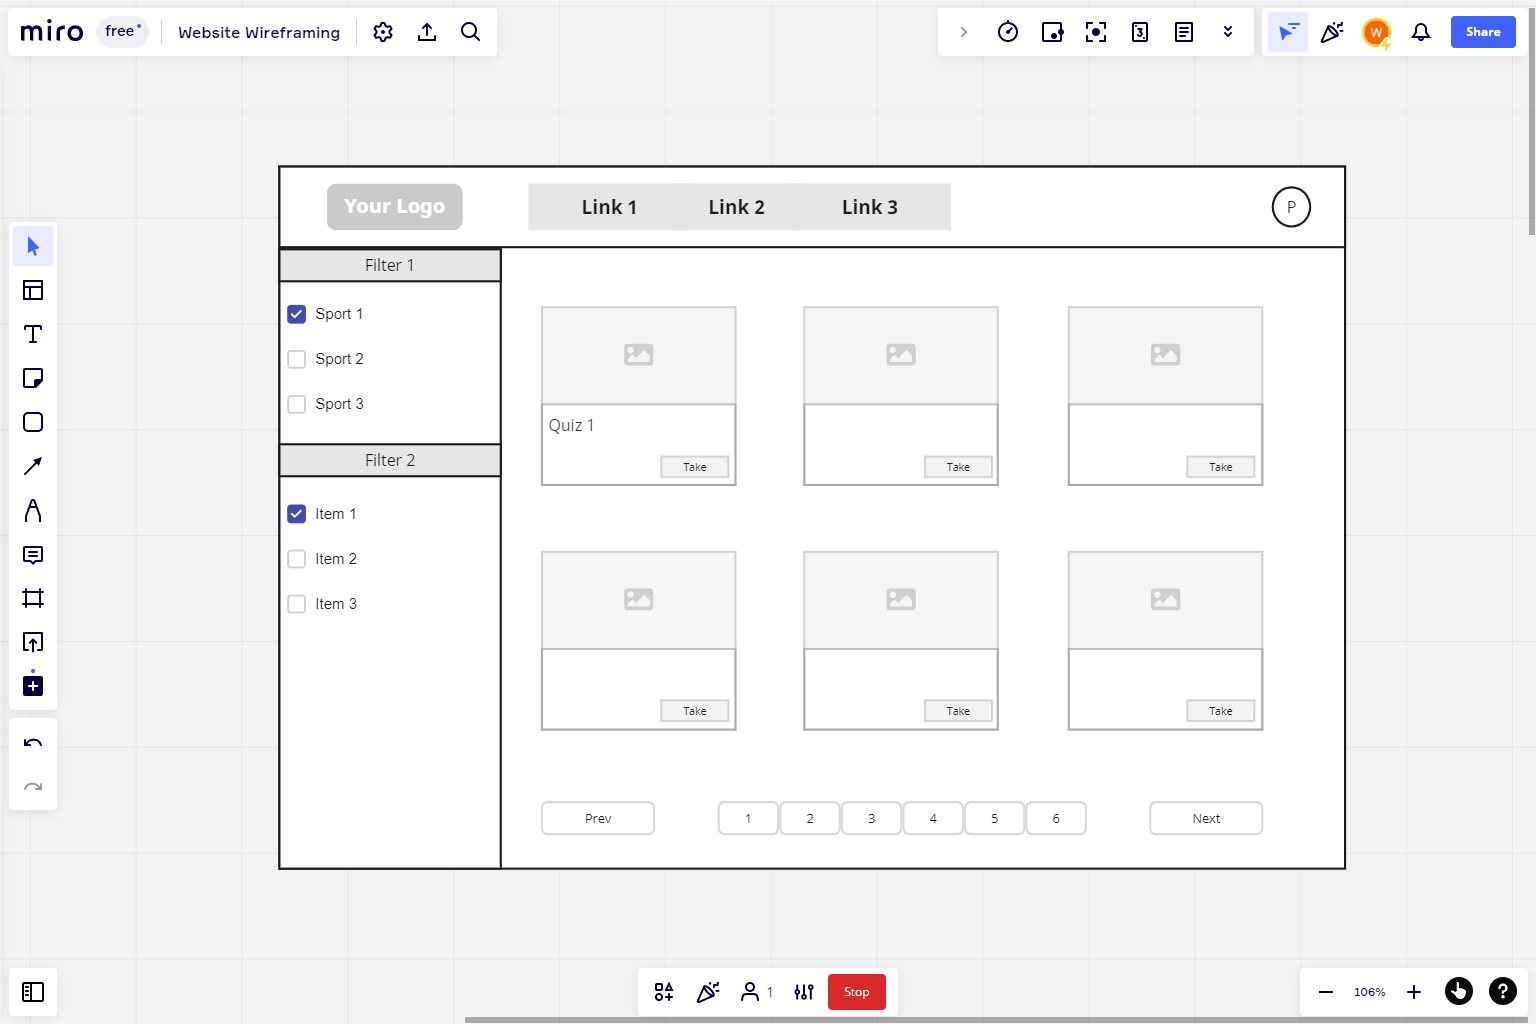 miro free Website Wireframing
3
W
Share
Your Logo Link 1 Link 2 Link 3 P
Filter 1
Sport 1
Sport 2
Sport 3
Filter 2
Item 1
Item 2
Item 3
Quiz 1
Take Take Take
Take Take Take
Prev 1 2 3 4 5 6 Next
1 Stop
106% ?